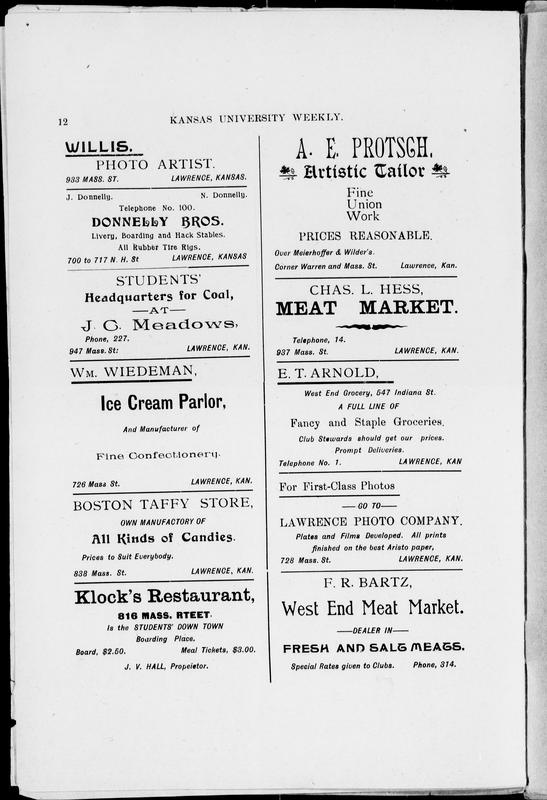 12
KANSAS UNIVERSITY WEEKLY.
WILLIS.
PHOTO ARTIST.
933 MASS. ST. LAWRENCE, KANSAS.
J. Donnelly. N. Donnelly.
Telephone No. 100.
DONNELLY BROS.
Livery, Boarding and Hack Stables.
All Rubber Tire Rigs.
700 to 717 N. H. St LAWRENCE, KANSAS
STUDENTS'
Headquarters for Coal,
—AT—
J. C. Meadows,
Phone, 227.
947 Mass. St: LAWRENCE, KAN.
WM. WIEDEMAN,
Ice Cream Parlor,
And Manufacturer of
Fine Confectionery.
726 Mass St. LAWRENCE, KAN.
BOSTON TAFFY STORE,
OWN MANUFACTORY OF
All Kinds of Candies.
Prices to Suit Everybody.
838 Mass. St. LAWRENCE, KAN.
Klock's Restaurant,
816 MASS. RTEET.
Is the STUDENTS' DOWN TOWN
Boarding Place.
Board, $2.50. Meal Tickets, $3.00.
J. V. HALL, Propeietor.
A. E. PROTSCH,
Artistic Tailor
Fine
Union
Work
PRICES REASONABLE.
Over Meierhoffer & Wilder's.
Corner Warren and Mass. St. Lawrence, Kan.
CHAS. L. HESS,
MEAT MARKET.
Telephone, 14.
937 Mass. St. LAWRENCE, KAN.
E. T. ARNOLD,
West End Grocery, 547 Indiana St.
A FULL LINE OF
Fancy and Staple Groceries.
Club Stewards should get our prices.
Prompt Deliveries.
Telephone No. 1. LAWRENCE, KAN
For First-Class Photos
—GO TO—
LAWRENCE PHOTO COMPANY.
Plates and Films Developed. All prints
finished on the best Aristo paper,
728 Mass. St. LAWRENCE, KAN.
F. R. BARTZ,
West End Meat Market.
—DEALER IN—
FRESH AND SALG MEAGS.
Special Rates given to Clubs. Phone, 314.